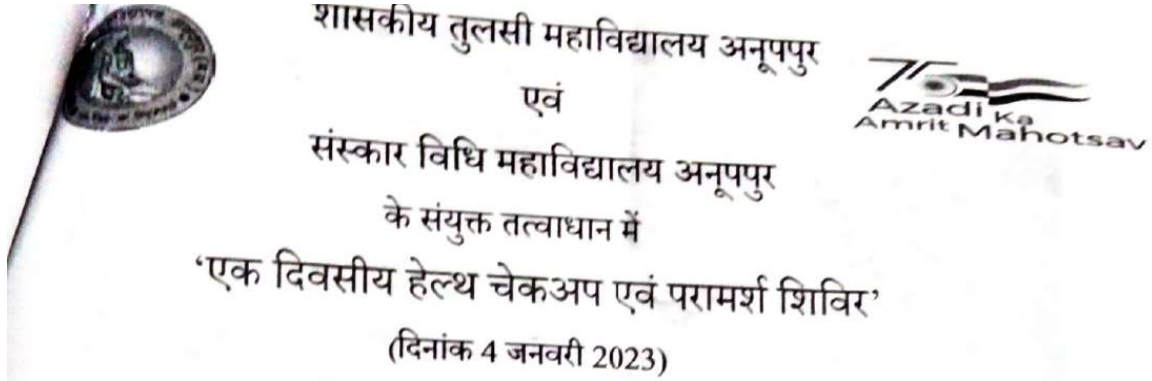 शासकीय तुलसी महाविद्यालय अनूपपुर
एवं
संस्कार विधि महाविद्यालय अनूपपुर
के संयुक्त तत्वाधान में
‘एक दिवसीय हेल्थ चेकअप एवं परामर्श शिविर’
(दिनांक 4 जनवरी 2023)
75
Azadi Ka
Amrit Mahotsav